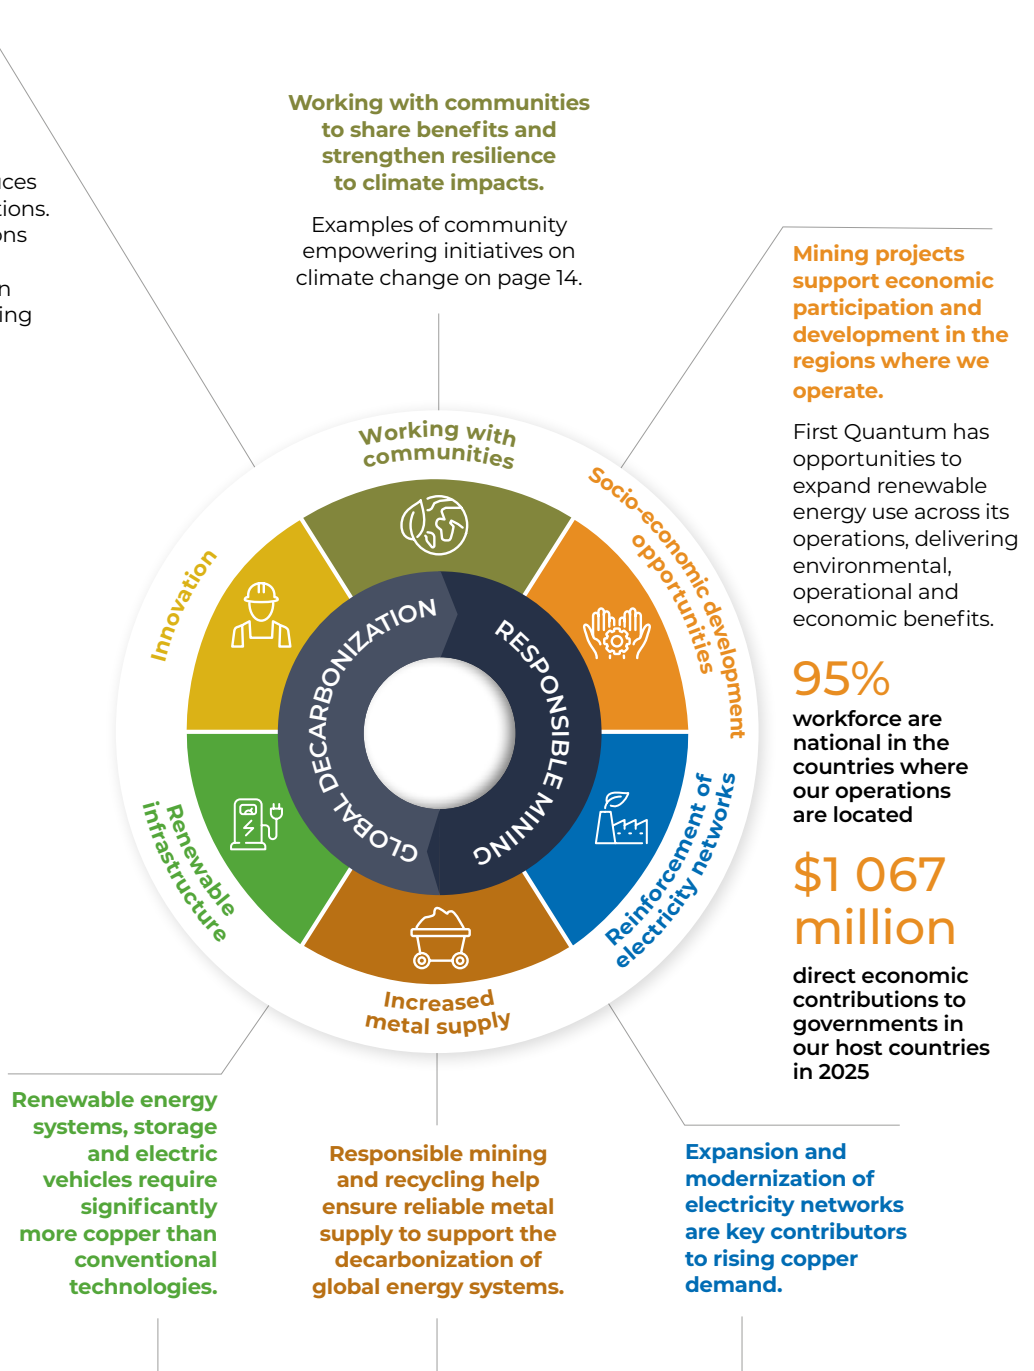 Working with communities
to share benefits and
strengthen resilience
to climate impacts.
Examples of community
empowering initiatives on
climate change on page 14.
Mining projects
support economic
participation and
development in the
regions where we
operate.
First Quantum has
opportunities to
expand renewable
energy use across its
operations, delivering
environmental,
operational and
economic benefits.
95%
workforce are
national in the
countries where
our operations
are located
$1 067
million
direct economic
contributions to
governments in
our host countries
in 2025
Working with
communities
Socio-economic development
opportunities
Innovation
GLOBAL DECARBONIZATION
RESPONSIBLE MINING
Renewable
infrastructure
Reinforcement of
electricity networks
Increased
metal supply
Renewable energy
systems, storage
and electric
vehicles require
significantly
more copper than
conventional
technologies.
Responsible mining
and recycling help
ensure reliable metal
supply to support the
decarbonization of
global energy systems.
Expansion and
modernization of
electricity networks
are key contributors
to rising copper
demand.